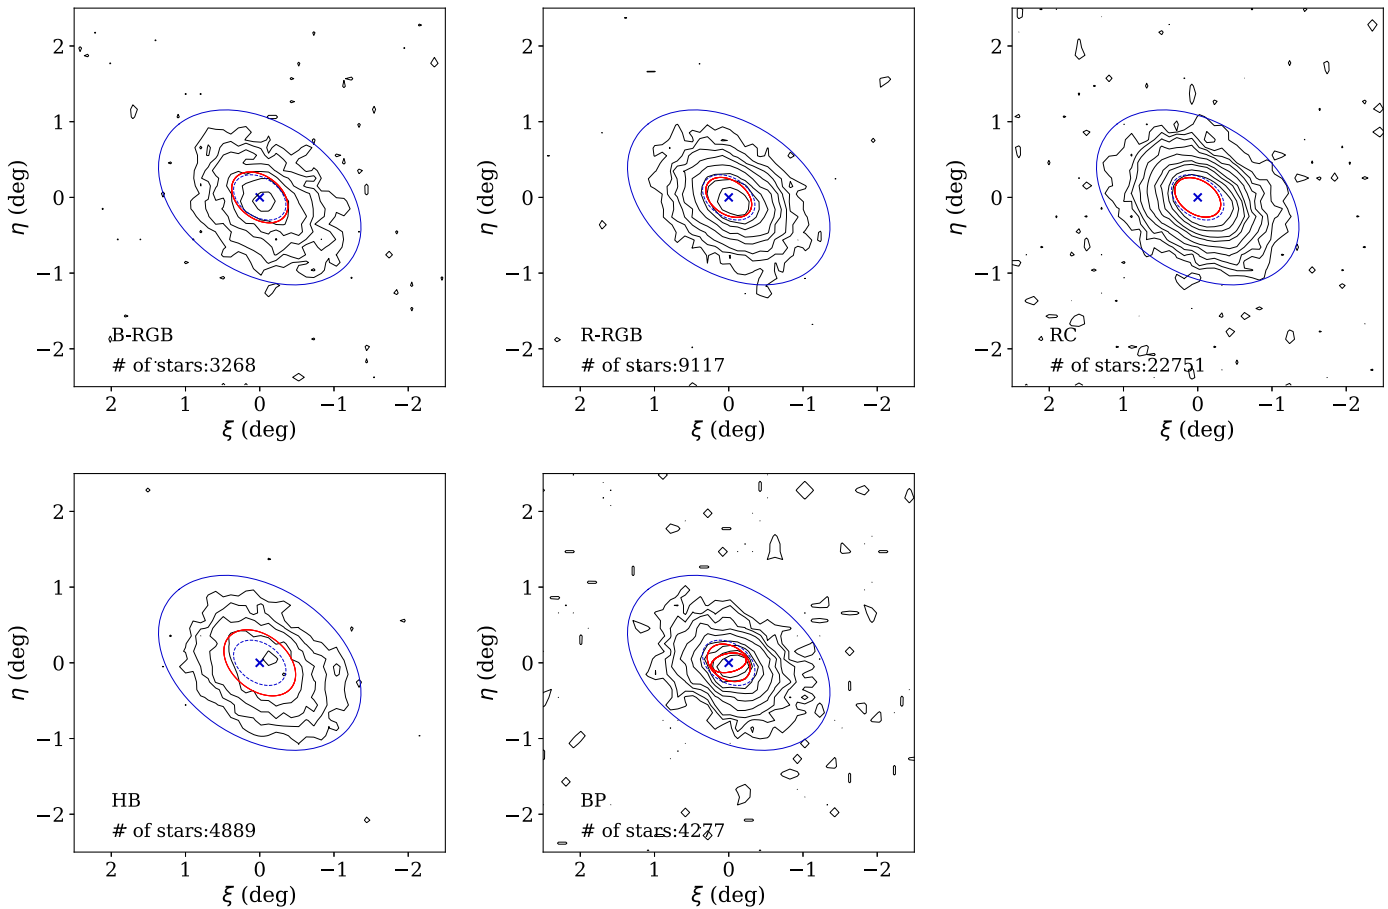 2
1
0
−1
−2
η (deg)
B-RGB
# of stars:3268
2 1 0 −1 −2
ξ (deg)
2
1
0
−1
−2
η (deg)
R-RGB
# of stars:9117
2 1 0 −1 −2
ξ (deg)
2
1
0
−1
−2
η (deg)
RC
# of stars:22751
2 1 0 −1 −2
ξ (deg)
2
1
0
−1
−2
η (deg)
HB
# of stars:4889
2 1 0 −1 −2
ξ (deg)
2
1
0
−1
−2
η (deg)
BP
# of stars:4277
2 1 0 −1 −2
ξ (deg)